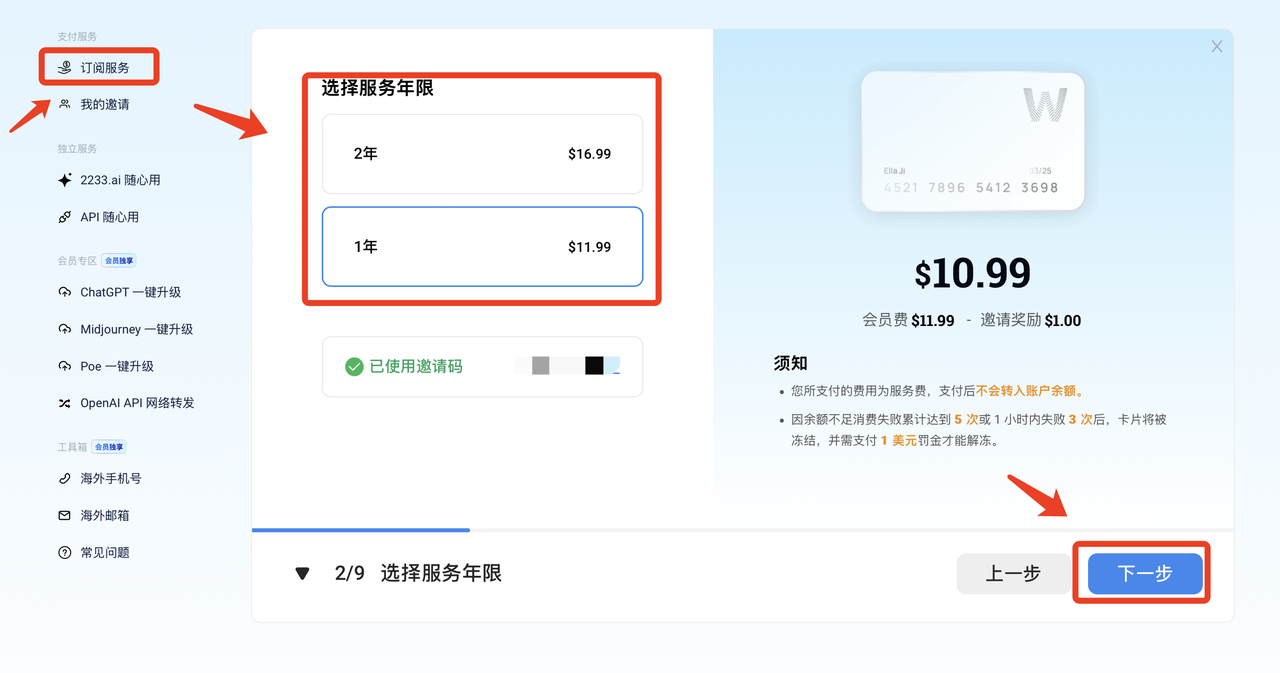 支付服务
订阅服务
我的邀请
独立服务
2233.ai 随心用
API 随心用
会员专区 会员独享
ChatGPT 一键升级
Midjourney 一键升级
Poe 一键升级
OpenAI API 网络转发
工具箱 会员独享
海外手机号
海外邮箱
常见问题
选择服务年限
2年 $16.99
1年 $11.99
已使用邀请码
2/9 选择服务年限
W
Ella Ji 03/25
4521 7896 5412 3698
$10.99
会员费 $11.99 - 邀请奖励 $1.00
须知
您所支付的费用为服务费，支付后不会转入账户余额。
因余额不足消费失败累计达到 5 次或 1 小时内失败 3 次后，卡片将被
冻结，并需支付 1 美元罚金才能解冻。
上一步 下一步